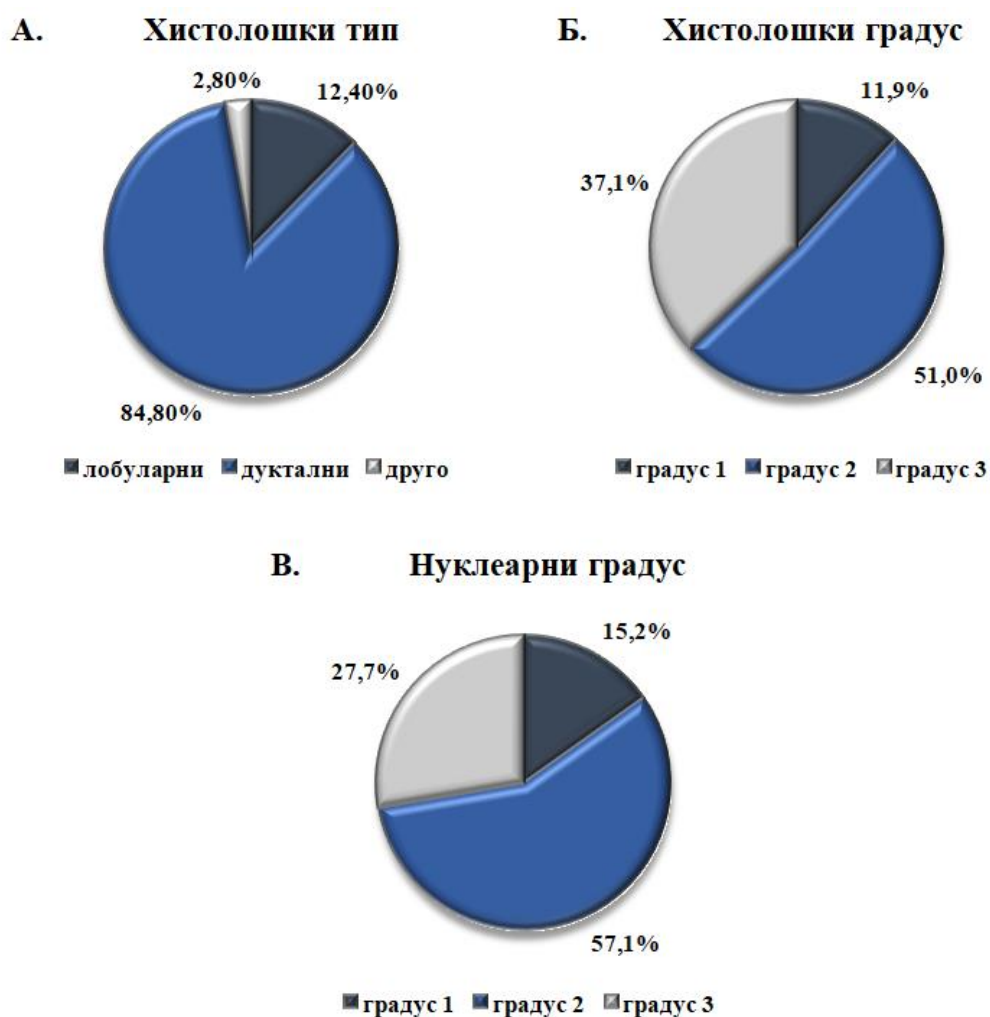 А. Хистолошки тип
2,80%
12,40%
84,80%
лобуларни дуктални друго
Б. Хистолошки градус
11,9%
37,1%
51,0%
градус 1 градус 2 градус 3
В. Нуклеарни градус
15,2%
27,7%
57,1%
градус 1 градус 2 градус 3